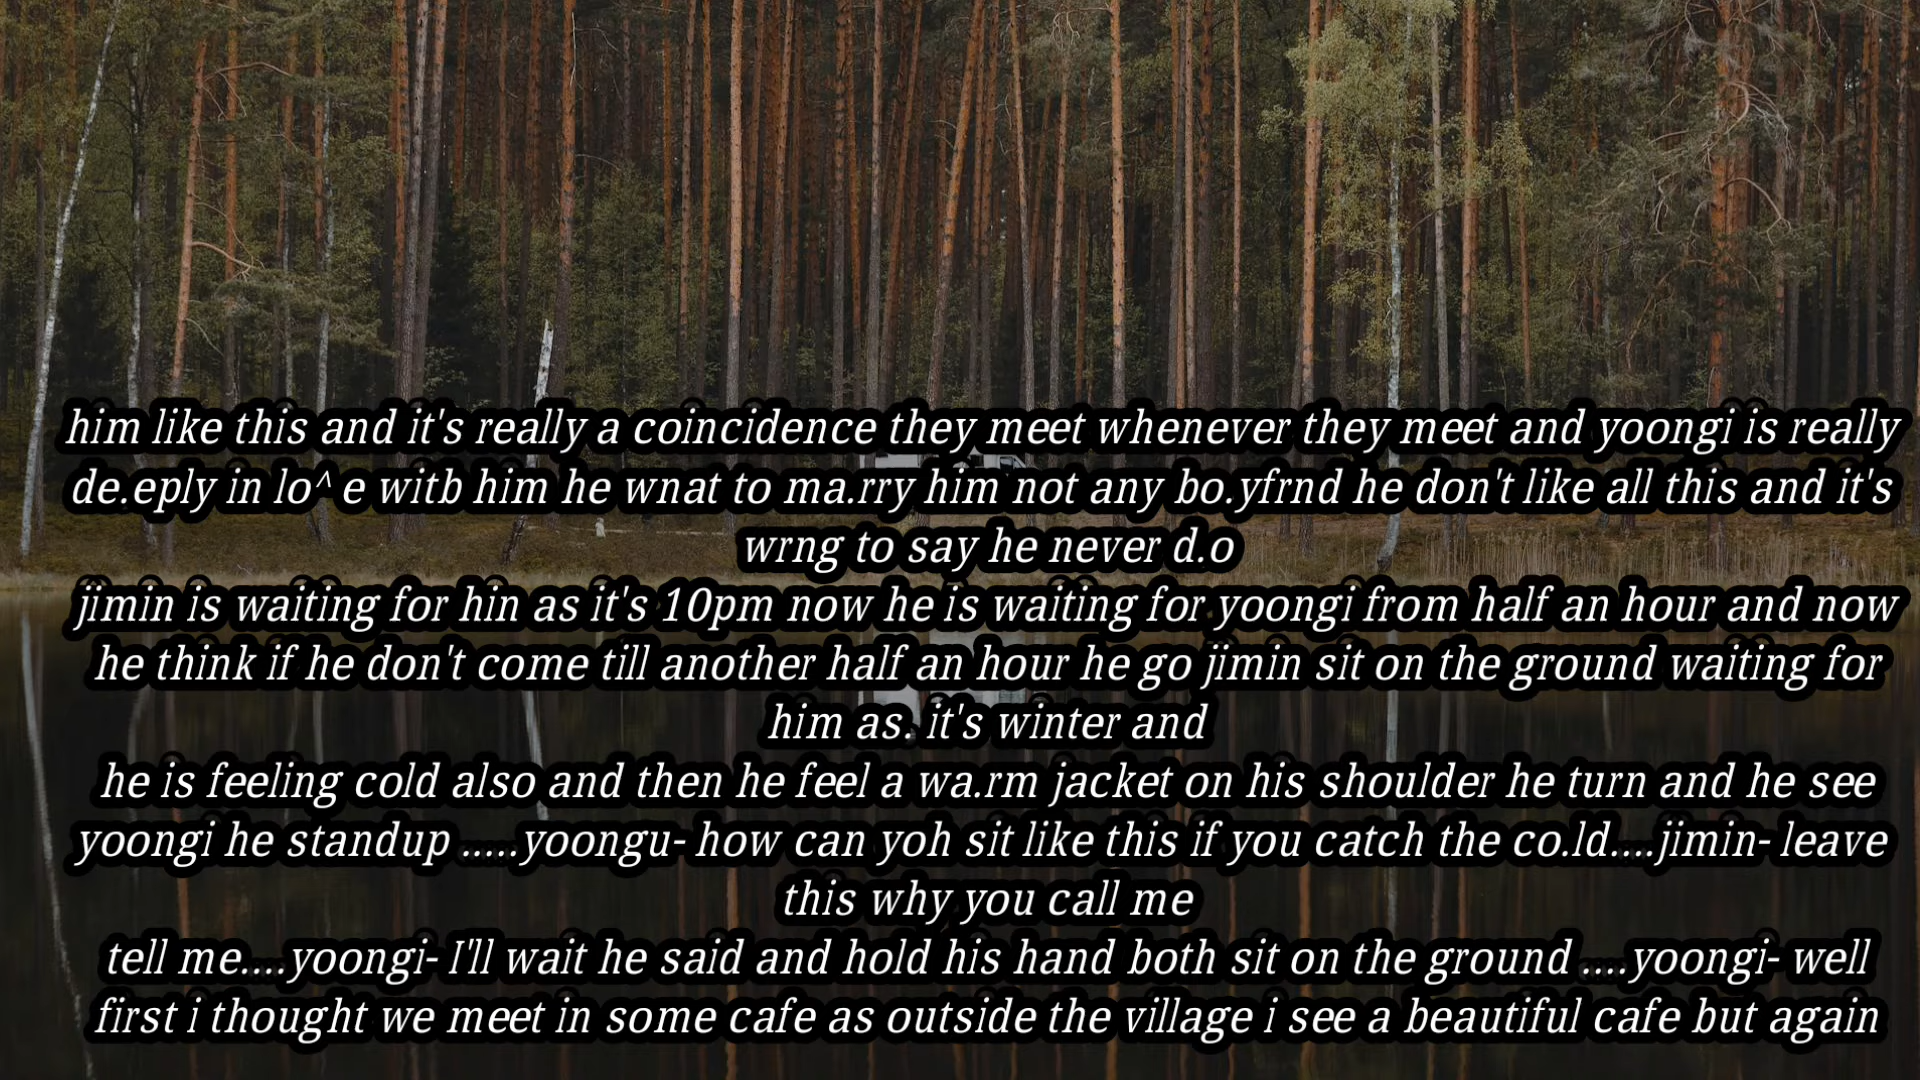 him like this and it's really a coincidence they meet whenever they meet and yoongi is really
de.eply in lo^e witb him he wnat to ma.rry him not any bo.yfrnd he don't like all this and it's
wrng to say he never d.o
jimin is waiting for hin as it's 10pm now he is waiting for yoongi from half an hour and now
he think if he don't come till another half an hour he go jimin sit on the ground waiting for
him as. it's winter and
he is feeling cold also and then he feel a wa.rm jacket on his shoulder he turn and he see
yoongi he standup .....yoongu- how can yoh sit like this if you catch the co.ld....jimin- leave
this why you call me
tell me....yoongi- I'll wait he said and hold his hand both sit on the ground ....yoongi- well
first i thought we meet in some cafe as outside the village i see a beautiful cafe but again